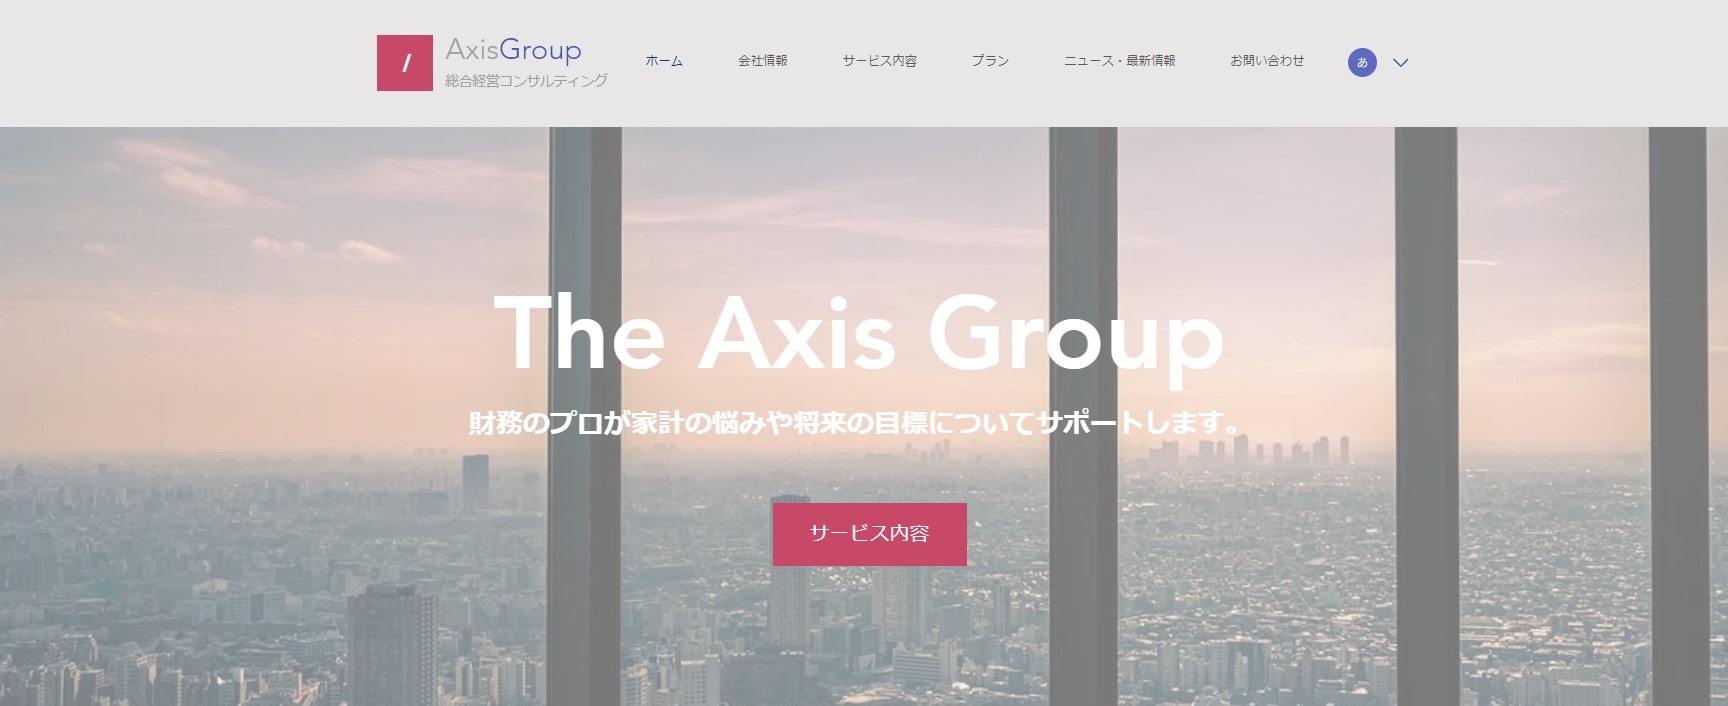 /
AxisGroup
総合経営コンサルティング
ホーム 会社情報 サービス内容 プラン ニュース・最新情報 お問い合わせ あ
The Axis Group
財務のプロが家計の悩みや将来の目標についてサポートします。
サービス内容